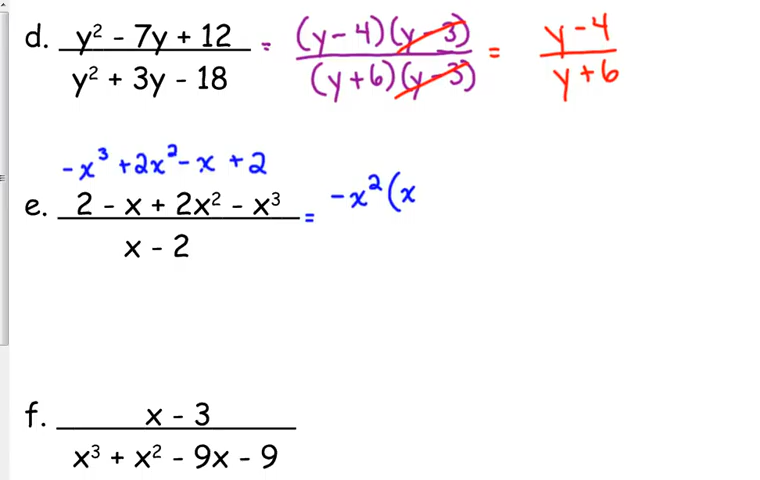 d. y² - 7y + 12 = (y - 4)(y - 3) = y - 4
y² + 3y - 18 (y + 6)(y - 3) y + 6
-x³ + 2x² - x + 2
e. 2 - x + 2x² - x³ = -x² (x
x - 2
f. x - 3
x³ + x² - 9x - 9